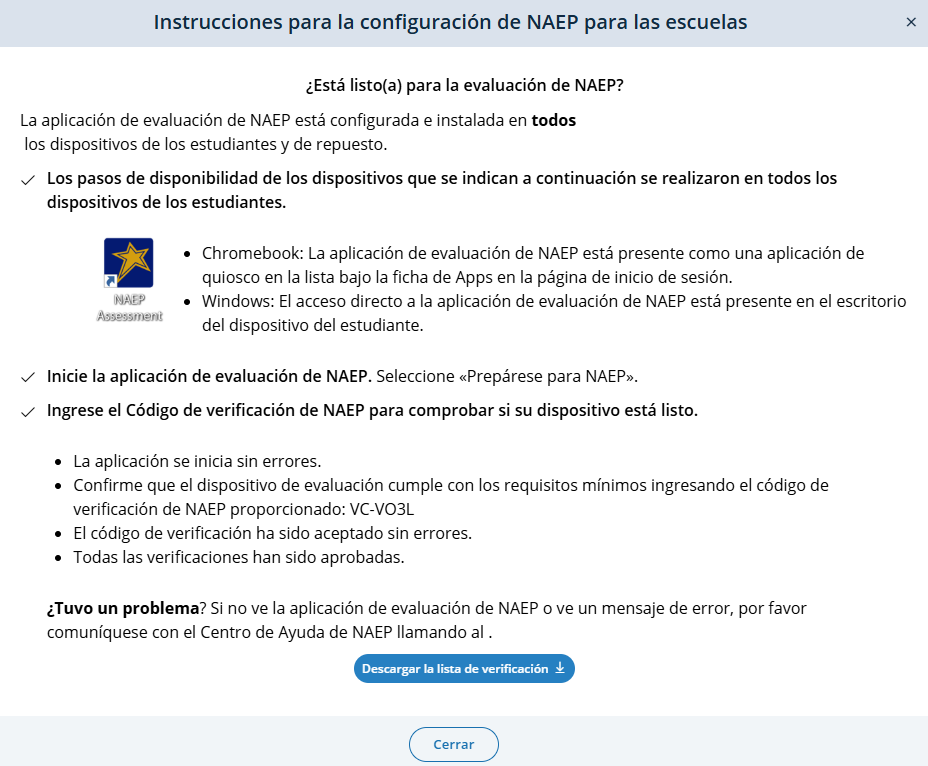 Instrucciones para la configuración de NAEP para las escuelas
×
¿Está listo(a) para la evaluación de NAEP?
La aplicación de evaluación de NAEP está configurada e instalada en todos
los dispositivos de los estudiantes y de repuesto.
Los pasos de disponibilidad de los dispositivos que se indican a continuación se realizaron en todos los
dispositivos de los estudiantes.
NAEP
Assessment
• Chromebook: La aplicación de evaluación de NAEP está presente como una aplicación de
quiosco en la lista bajo la ficha de Apps en la página de inicio de sesión.
• Windows: El acceso directo a la aplicación de evaluación de NAEP está presente en el escritorio
del dispositivo del estudiante.
Inicie la aplicación de evaluación de NAEP. Seleccione «Prepárese para NAEP».
Ingrese el Código de verificación de NAEP para comprobar si su dispositivo está listo.
• La aplicación se inicia sin errores.
• Confirme que el dispositivo de evaluación cumple con los requisitos mínimos ingresando el código de
verificación de NAEP proporcionado: VC-VO3L
• El código de verificación ha sido aceptado sin errores.
• Todas las verificaciones han sido aprobadas.
¿Tuvo un problema? Si no ve la aplicación de evaluación de NAEP o ve un mensaje de error, por favor
comuníquese con el Centro de Ayuda de NAEP llamando al .
Descargar la lista de verificación
Cerrar